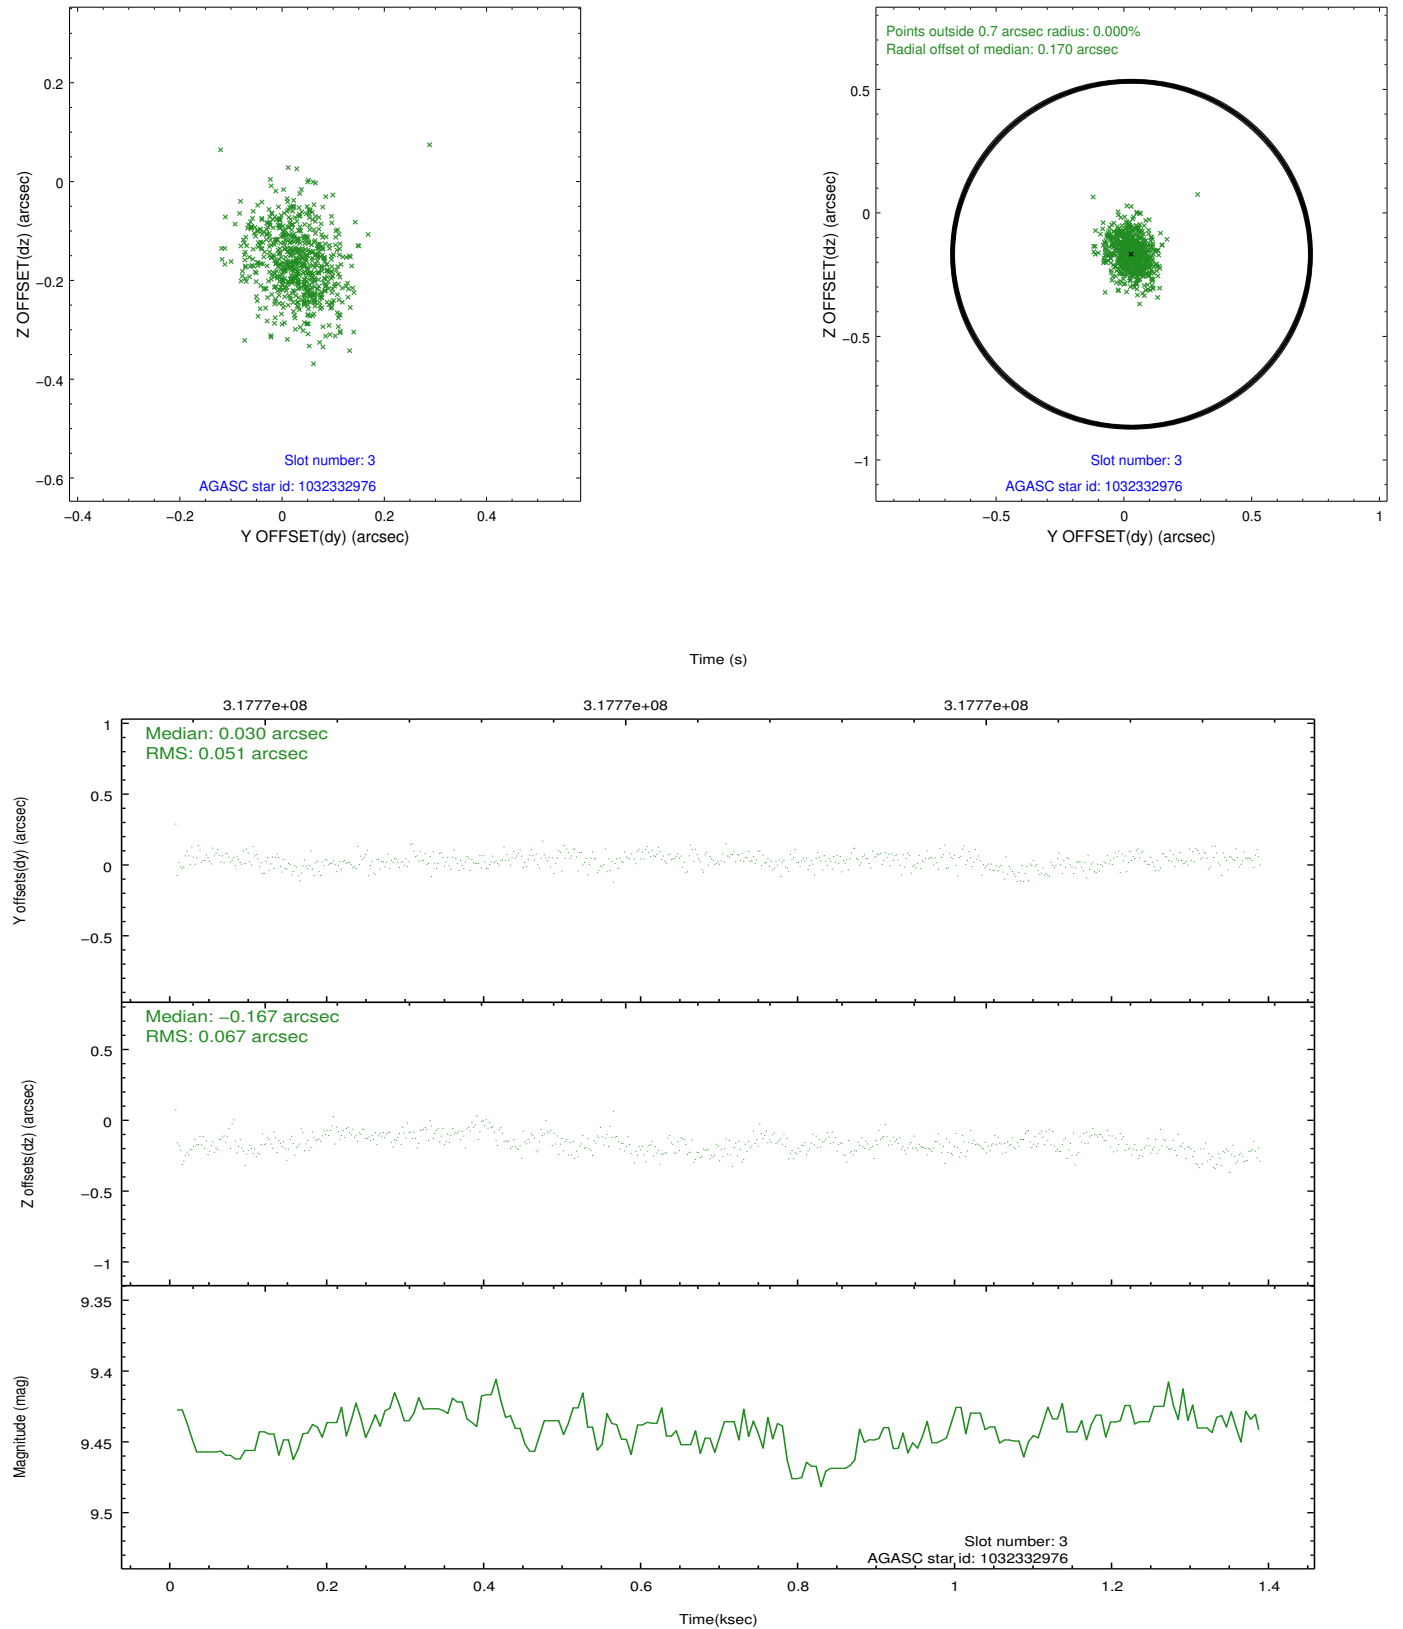 0.2
0
−0.2
−0.4
−0.6
Z OFFSET(dz) (arcsec)
Slot number: 3
AGASC star id: 1032332976
−0.4
−0.2
0
0.2
0.4
Y OFFSET(dy) (arcsec)
Points outside 0.7 arcsec radius: 0.000%
Radial offset of median: 0.170 arcsec
0.5
0
−0.5
−1
Z OFFSET(dz) (arcsec)
Slot number: 3
AGASC star id: 1032332976
−0.5
0
0.5
1
Y OFFSET(dy) (arcsec)
Time (s)
3.1777e+08
3.1777e+08
3.1777e+08
Median: 0.030 arcsec
RMS: 0.051 arcsec
1
0.5
0
−0.5
Y offsets(dy) (arcsec)
Median: −0.167 arcsec
RMS: 0.067 arcsec
0.5
0
−0.5
−1
Z offsets(dz) (arcsec)
9.35
9.4
9.45
9.5
Magnitude (mag)
Slot number: 3
AGASC star id: 1032332976
0
0.2
0.4
0.6
0.8
1
1.2
1.4
Time(ksec)